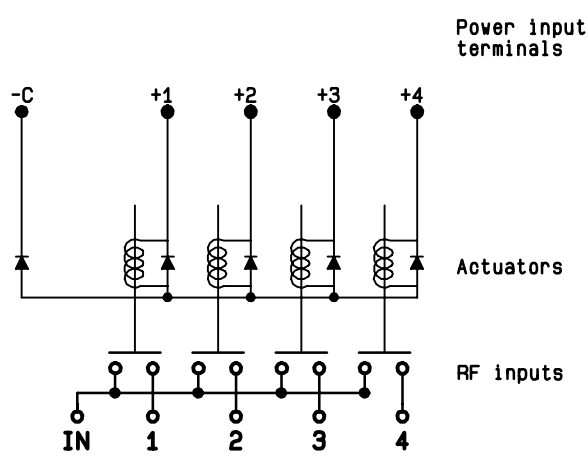 Power input
terminals
-C +1 +2 +3 +4
Actuators
RF inputs
IN 1 2 3 4